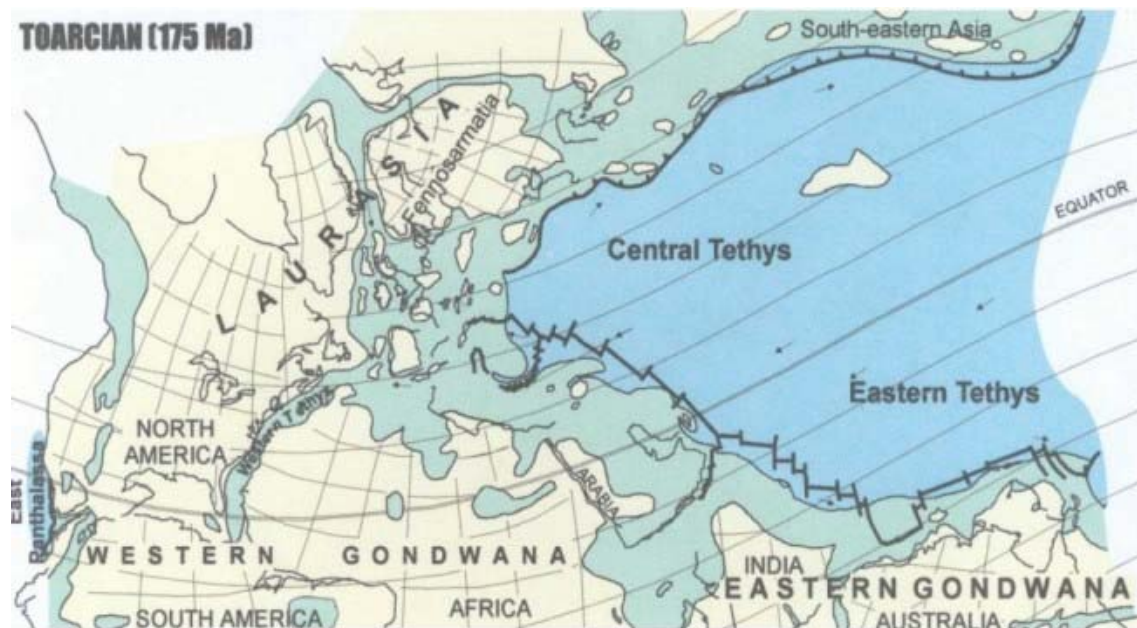 TOARCIAN (175 Ma)
South-eastern Asia
LAURASIA
Fennosarmatia
EQUATOR
Central Tethys
Eastern Tethys
Western Tethys
NORTH
AMERICA
East
Panthalassa
ARABIA
WESTERN GONDWANA
INDIA
EASTERN GONDWANA
SOUTH AMERICA
AFRICA
AUSTRALIA